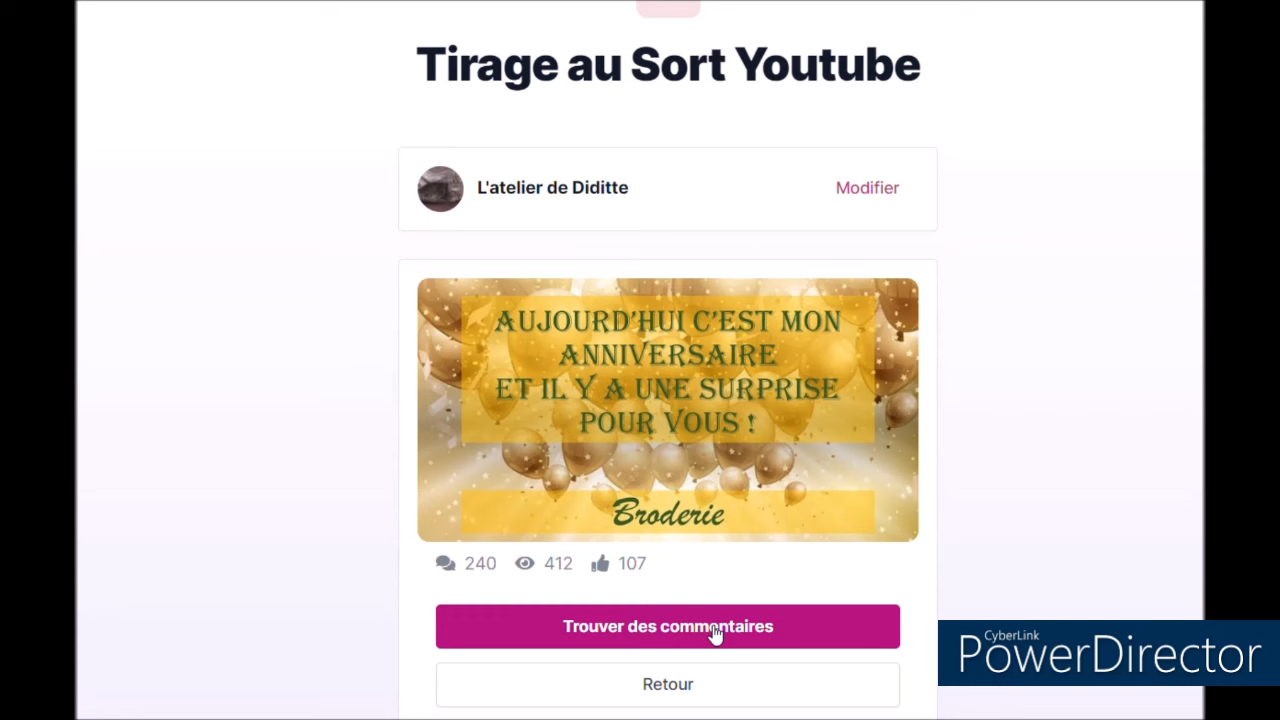 Tirage au Sort Youtube
L'atelier de Diditte
Modifier
AUJOURD'HUI C'EST MON
ANNIVERSAIRE
ET IL Y A UNE SURPRISE
POUR VOUS !
Broderie
240 412 107
Trouver des commentaires
Retour
CyberLink
PowerDirector